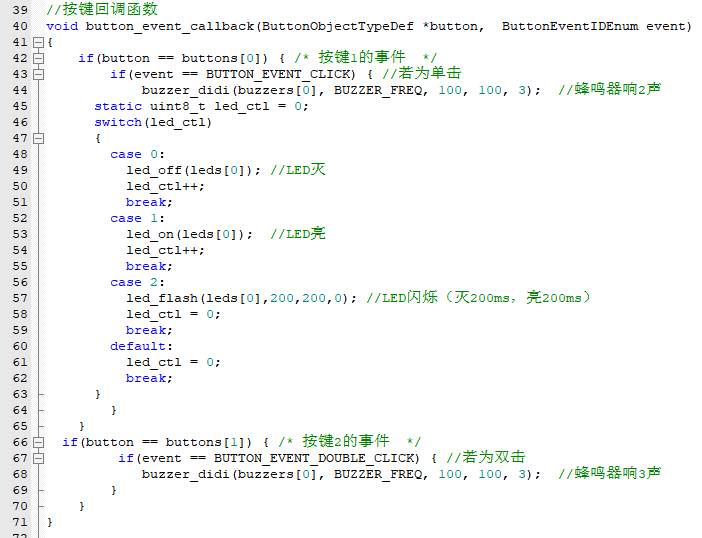 39 //按键回调函数
40 void button_event_callback(ButtonObjectTypeDef *button,  ButtonEventIDEnum event)
41 {
42     if(button == buttons[0]) { /* 按键1的事件  */
43         if(event == BUTTON_EVENT_CLICK) { //若为单击
44             buzzer_didi(buzzers[0], BUZZER_FREQ, 100, 100, 3);  //蜂鸣器响2声
45       static uint8_t led_ctl = 0;
46       switch(led_ctl)
47       {
48         case 0:
49           led_off(leds[0]); //LED灭
50           led_ctl++;
51           break;
52         case 1:
53           led_on(leds[0]);  //LED亮
54           led_ctl++;
55           break;
56         case 2:
57           led_flash(leds[0],200,200,0); //LED闪烁（灭200ms，亮200ms）
58           led_ctl = 0;
59           break;
60         default:
61           led_ctl = 0;
62           break;
63       }
64         }
65     }
66   if(button == buttons[1]) { /* 按键2的事件  */
67          if(event == BUTTON_EVENT_DOUBLE_CLICK) { //若为双击
68             buzzer_didi(buzzers[0], BUZZER_FREQ, 100, 100, 3);  //蜂鸣器响3声
69         }
70     }
71 }